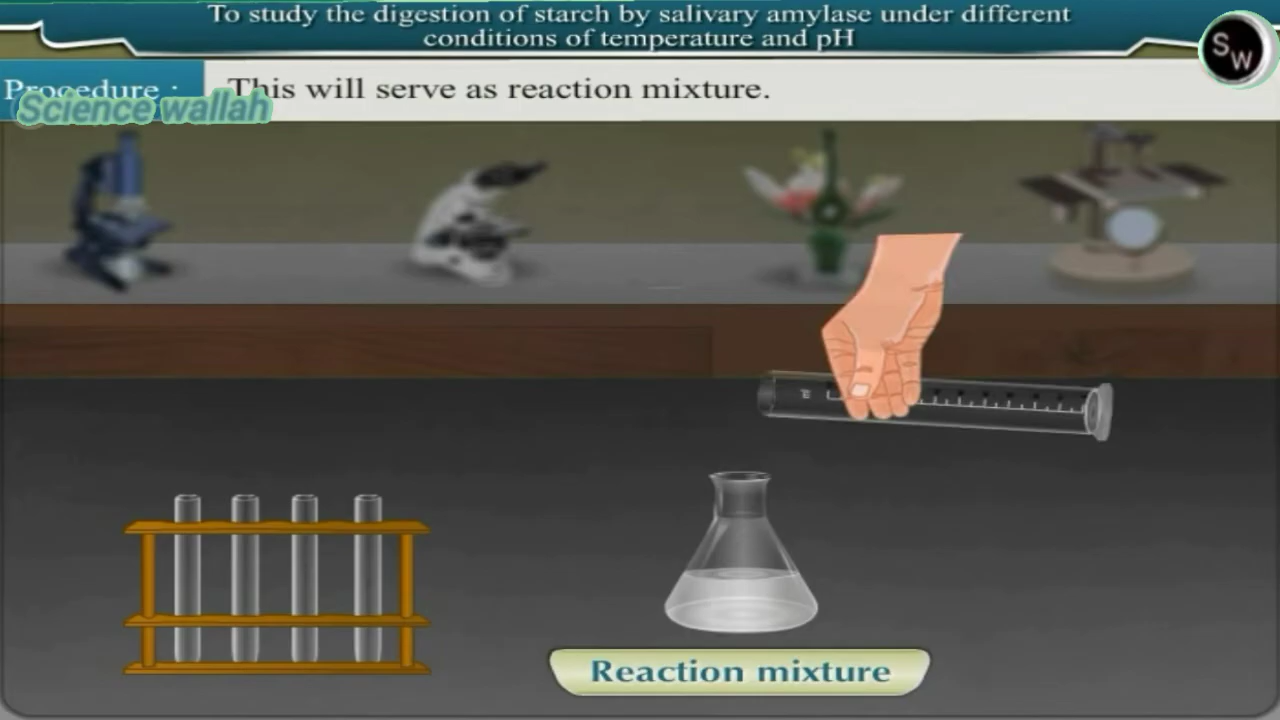 To study the digestion of starch by salivary amylase under different
conditions of temperature and pH
SW
Procedure :
This will serve as reaction mixture.
Science wallah
Reaction mixture